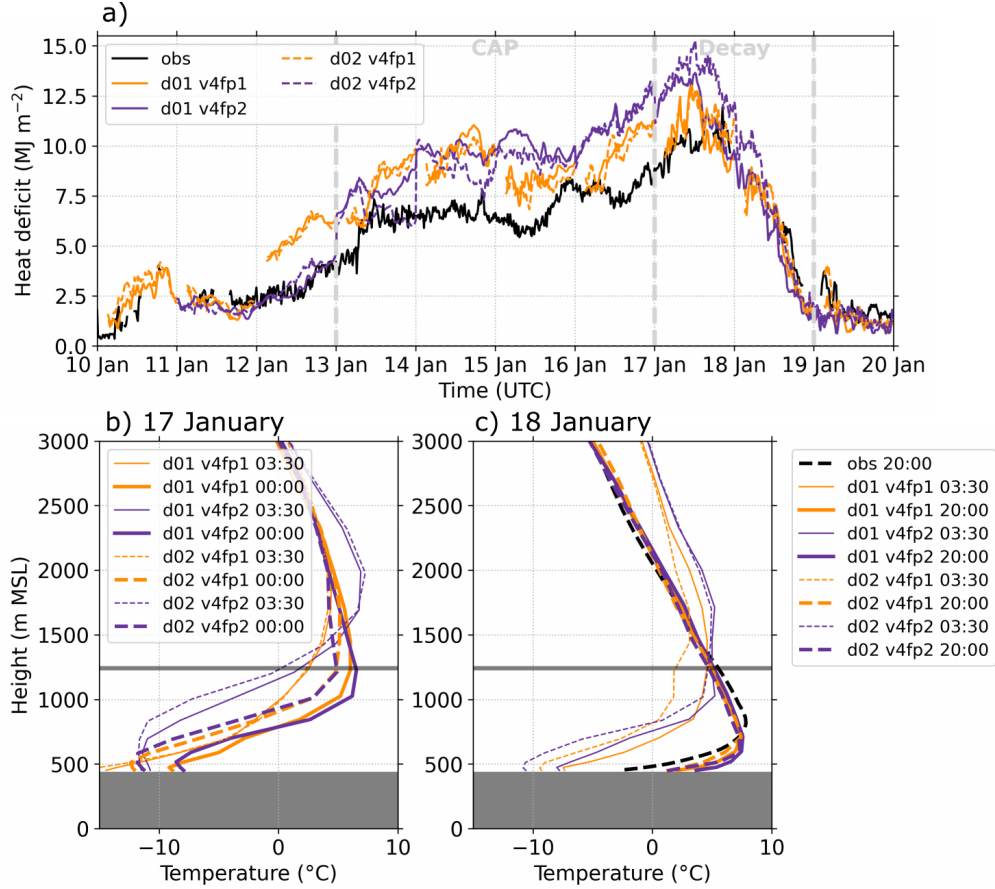 a)
15.0
12.5
10.0
7.5
5.0
2.5
0.0
Heat deficit (MJ m⁻²)
obs
d01 v4fp1
d01 v4fp2
d02 v4fp1
d02 v4fp2
CAP
Decay
10 Jan 11 Jan 12 Jan 13 Jan 14 Jan 15 Jan 16 Jan 17 Jan 18 Jan 19 Jan 20 Jan
Time (UTC)
b) 17 January
3000
2500
2000
1500
1000
500
0
Height (m MSL)
d01 v4fp1 03:30
d01 v4fp1 00:00
d01 v4fp2 03:30
d01 v4fp2 00:00
d02 v4fp1 03:30
d02 v4fp1 00:00
d02 v4fp2 03:30
d02 v4fp2 00:00
−10 0 10
Temperature (°C)
c) 18 January
3000
2500
2000
1500
1000
500
0
−10 0 10
Temperature (°C)
obs 20:00
d01 v4fp1 03:30
d01 v4fp1 20:00
d01 v4fp2 03:30
d01 v4fp2 20:00
d02 v4fp1 03:30
d02 v4fp1 20:00
d02 v4fp2 03:30
d02 v4fp2 20:00